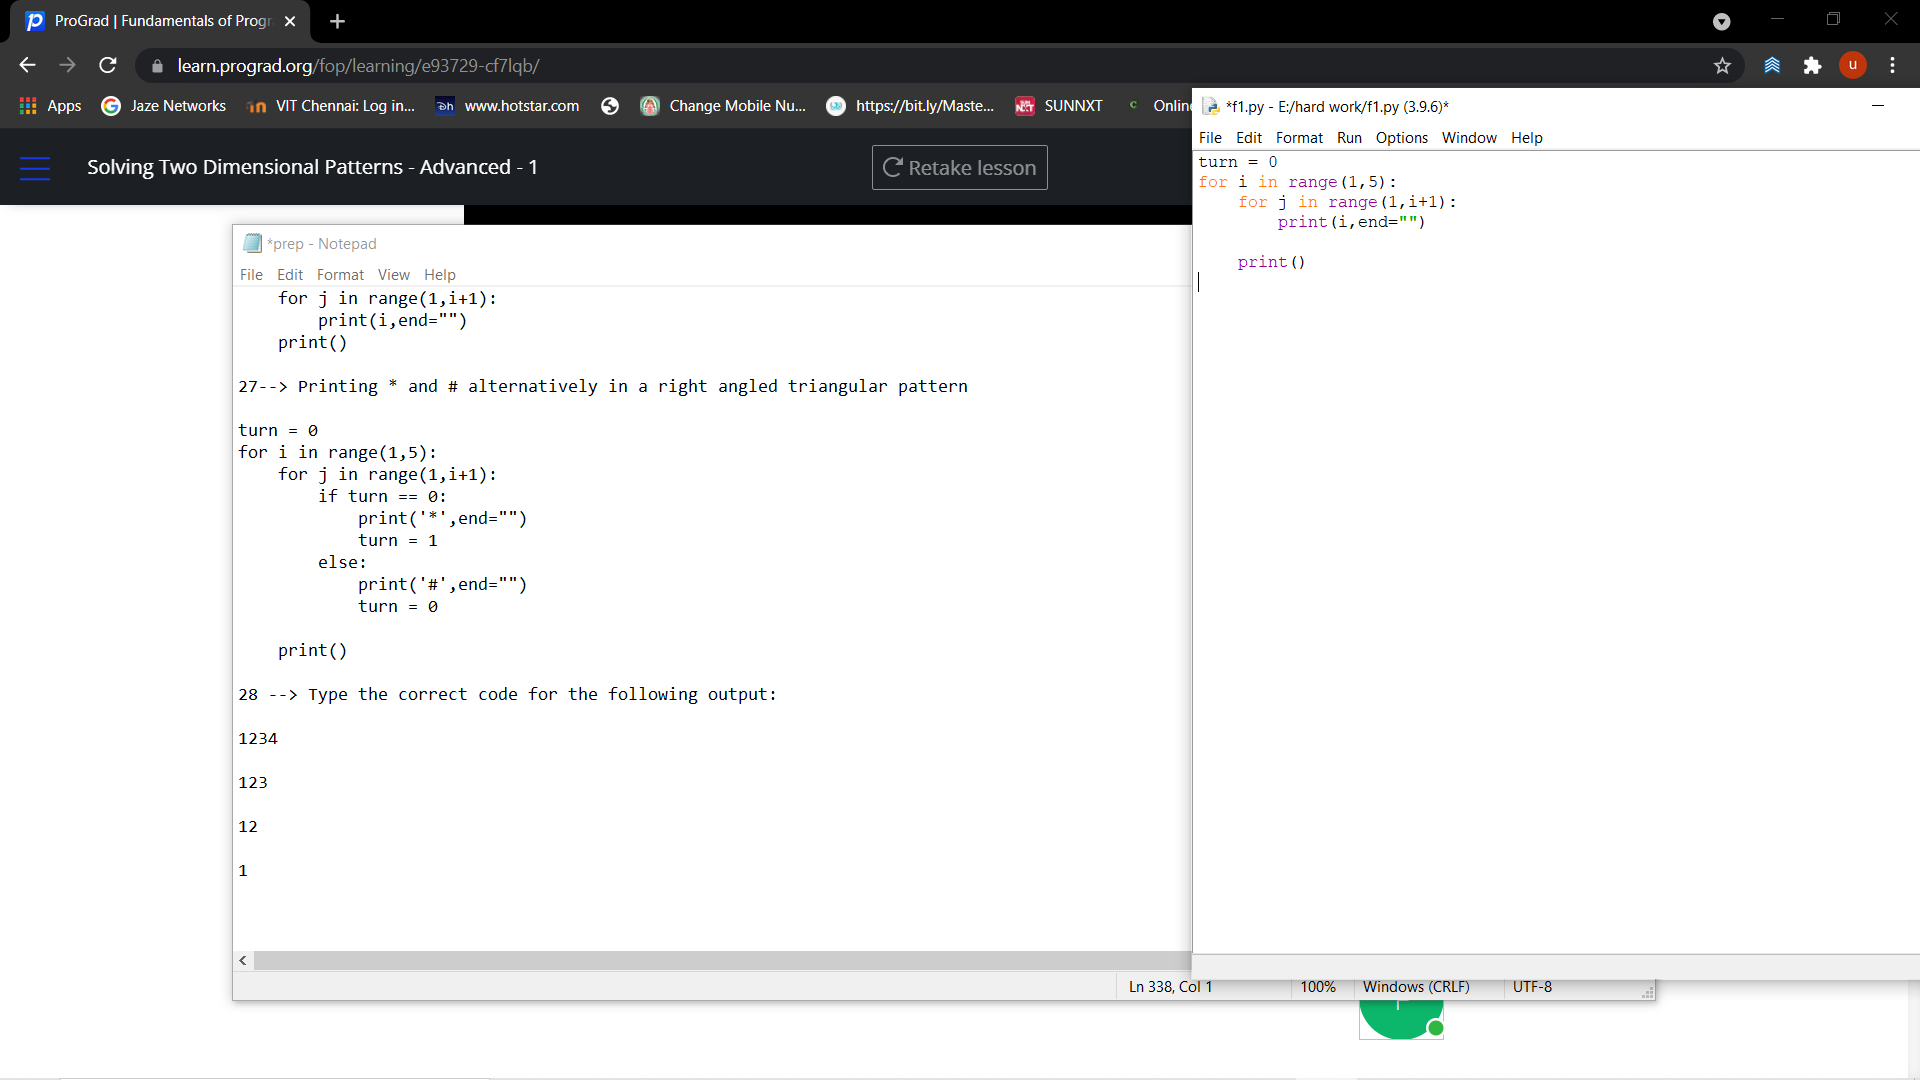 ProGrad | Fundamentals of Progr
learn.prograd.org/fop/learning/e93729-cf7lqb/
u
Apps
Jaze Networks
VIT Chennai: Log in...
www.hotstar.com
Change Mobile Nu...
https://bit.ly/Maste...
SUNNXT
Online
Solving Two Dimensional Patterns - Advanced - 1
Retake lesson
*prep - Notepad
File Edit Format View Help
    for j in range(1,i+1):
        print(i,end="")
    print()
27--> Printing * and # alternatively in a right angled triangular pattern
turn = 0
for i in range(1,5):
    for j in range(1,i+1):
        if turn == 0:
            print('*',end="")
            turn = 1
        else:
            print('#',end="")
            turn = 0
    print()
28 --> Type the correct code for the following output:
1234
123
12
1
Ln 338, Col 1
100%
Windows (CRLF)
UTF-8
*f1.py - E:/hard work/f1.py (3.9.6)*
File Edit Format Run Options Window Help
turn = 0
for i in range(1,5):
    for j in range(1,i+1):
        print(i,end="")
    print()